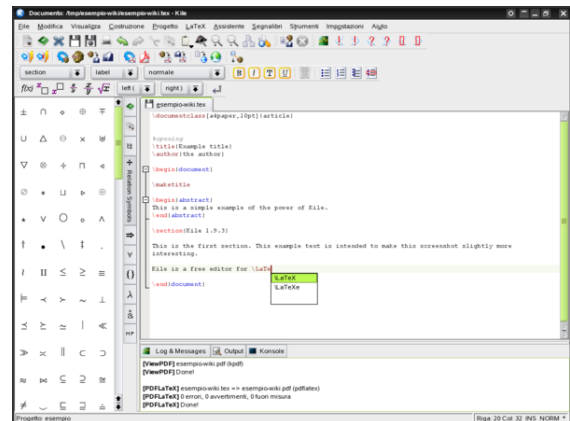 Documento: /tmp/esempio-wiki/esempio-wiki.tex - Kile
File Modifica Visualizza Costruzione Progetto LaTeX Assistente Segnalibri Strumenti Impostazioni Aiuto
section label normale B I T U
f(x) left ( right )
esempio-wiki.tex
\documentclass[a4paper,10pt]{article}
%opening
\title{Example title}
\author{the author}
\begin{document}
\maketitle
\begin{abstract}
This is a simple example of the power of Kile.
\end{abstract}
\section{Kile 1.9.3}
This is the first section. This example text is intended to make this screenshot slightly more
interesting.
Kile is a free editor for \LaTe
\LaTeX
\LaTeXe
\end{document}
Relation Symbols
Log & Messages Output Konsole
[ViewPDF] esempio-wiki.pdf (kpdf)
[ViewPDF] Done!
[PDFLaTeX] esempio-wiki.tex => esempio-wiki.pdf (pdflatex)
[PDFLaTeX] 0 errori, 0 avvertimenti, 0 fuori misura
[PDFLaTeX] Done!
Progetto: esempio Riga: 20 Col: 32 INS NORM *